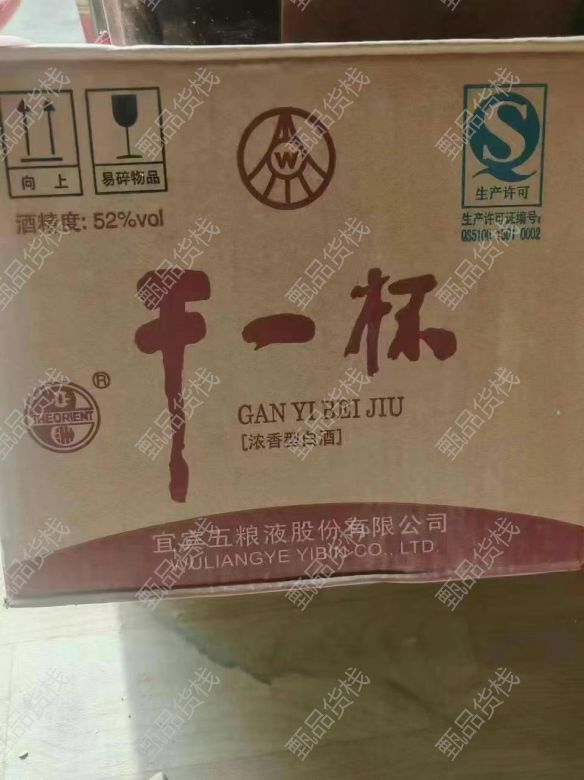 向 上
易碎物品
W
S
生产许可
酒精度: 52%vol
生产许可证编号:
QS5100 1501 0002
干一杯
THEORIENT
®
GAN YI BEI JIU
[浓香型白酒]
宜宾五粮液股份有限公司
WULIANGYE YIBIN CO., LTD.
甄品货栈